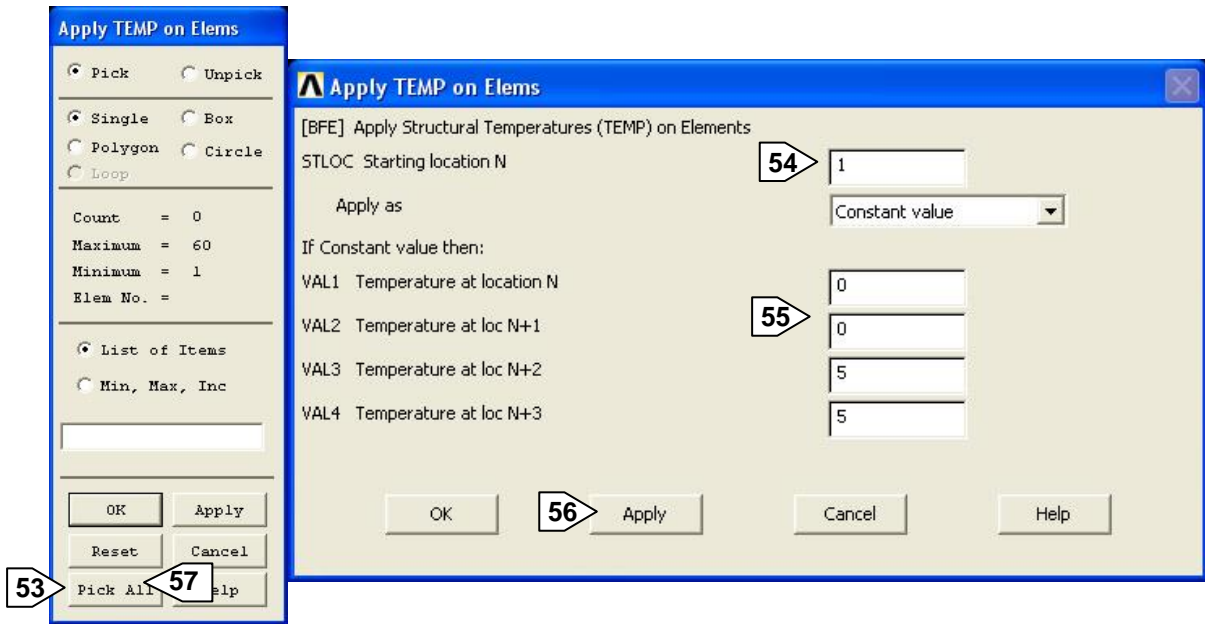 Apply TEMP on Elems
Pick Unpick
Single Box
Polygon Circle
Loop
Count = 0
Maximum = 60
Minimum = 1
Elem No. =
List of Items
Min, Max, Inc
OK Apply
Reset Cancel
53 Pick All 57 elp
Apply TEMP on Elems
[BFE] Apply Structural Temperatures (TEMP) on Elements
STLOC Starting location N 54 1
Apply as Constant value
If Constant value then:
VAL1 Temperature at location N 0
55
VAL2 Temperature at loc N+1 0
VAL3 Temperature at loc N+2 5
VAL4 Temperature at loc N+3 5
OK 56 Apply Cancel Help